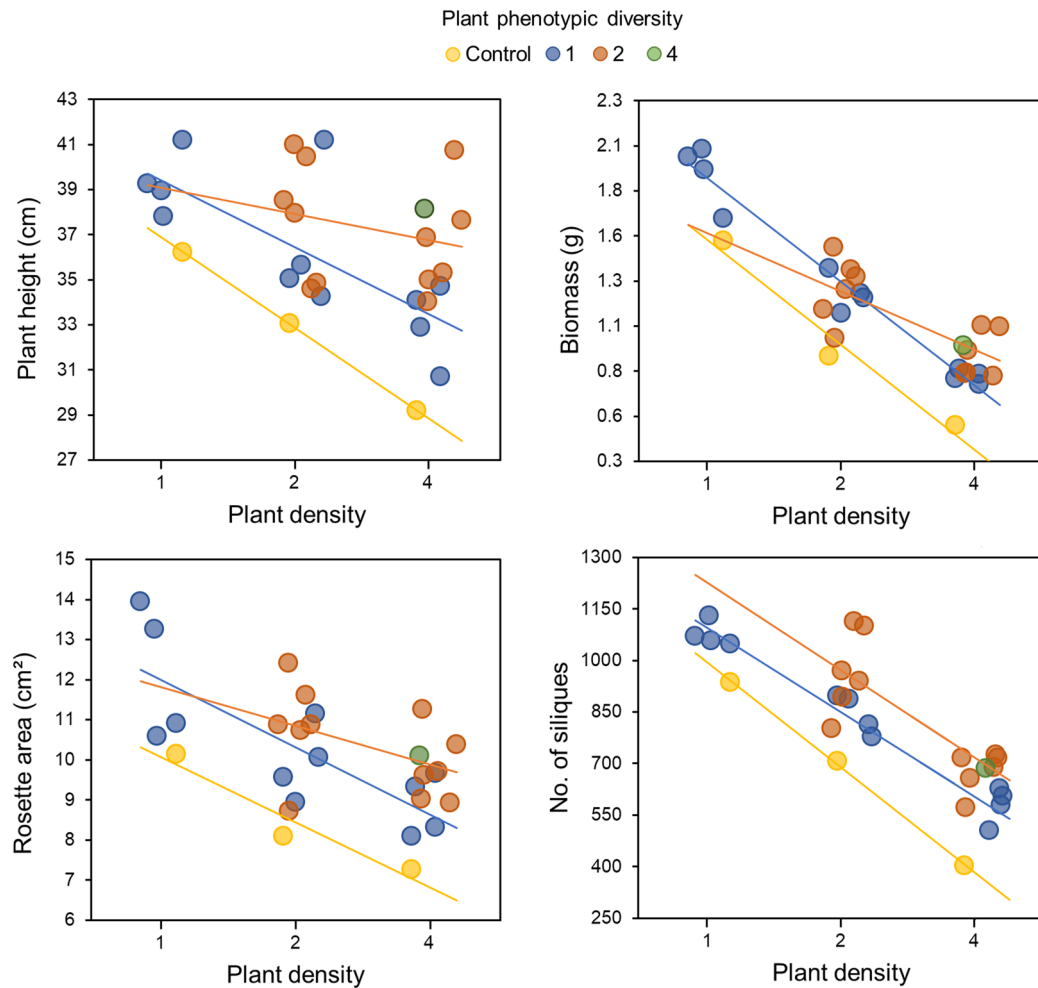 Plant phenotypic diversity
Control 1 2 4
Plant height (cm)
43
41
39
37
35
33
31
29
27
1 2 4
Plant density
Biomass (g)
2.3
2.1
1.8
1.6
1.3
1.1
0.8
0.6
0.3
1 2 4
Plant density
Rosette area (cm²)
15
14
13
12
11
10
9
8
7
6
1 2 4
Plant density
No. of siliques
1300
1150
1000
850
700
550
400
250
1 2 4
Plant density